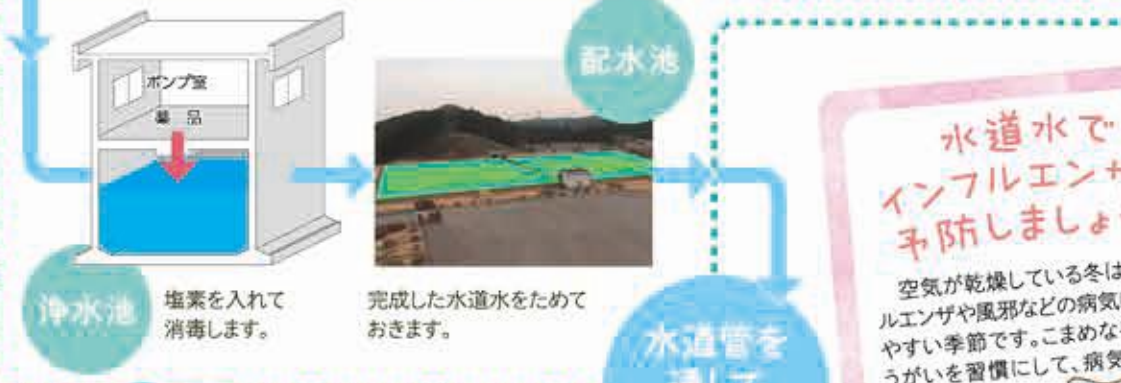 ポンプ室
薬品
浄水池
塩素を入れて
消毒します。
配水池
完成した水道水をためて
おきます。
水道管を
通して
水道水で
インフルエンザ
予防しましょ
空気が乾燥している冬は
ルエンザや風邪などの病気
やすい季節です。こまめな
うがいを習慣にして、病気